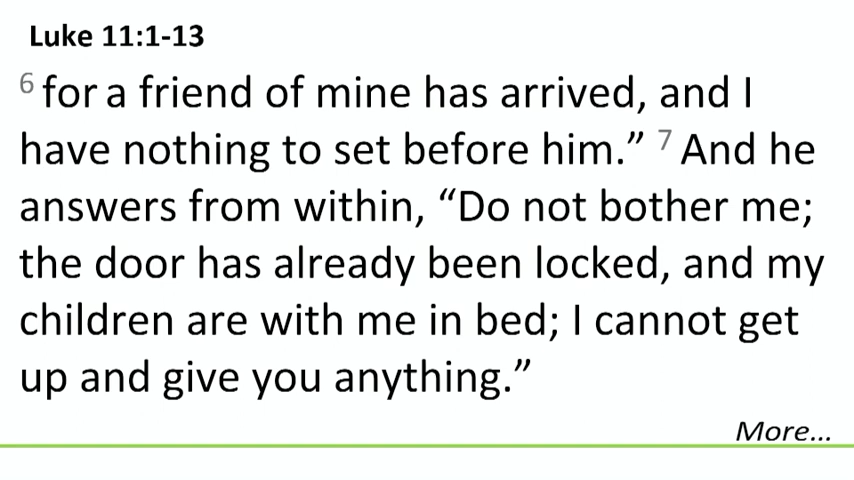 Luke 11:1-13
6 for a friend of mine has arrived, and I
have nothing to set before him.” 7 And he
answers from within, “Do not bother me;
the door has already been locked, and my
children are with me in bed; I cannot get
up and give you anything.”
More...